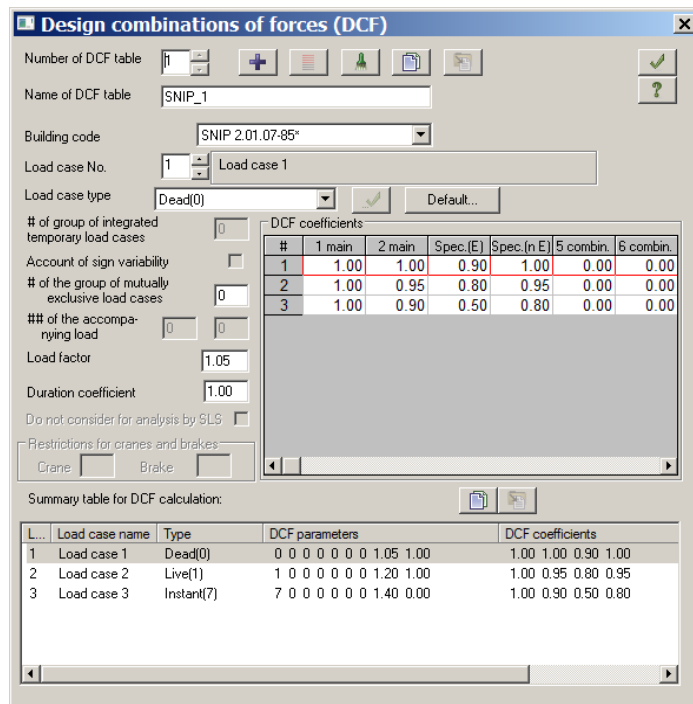 Design combinations of forces (DCF)
Number of DCF table 1
Name of DCF table SNIP_1
Building code SNIP 2.01.07-85*
Load case No. 1 Load case 1
Load case type Dead(0) Default...
# of group of integrated temporary load cases 0
Account of sign variability
# of the group of mutually exclusive load cases 0
## of the accompa- nying load 0 0
Load factor 1.05
Duration coefficient 1.00
Do not consider for analysis by SLS
Restrictions for cranes and brakes
Crane Brake
DCF coefficients
# 1 main 2 main Spec.(E) Spec.(n E) 5 combin. 6 combin.
1 1.00 1.00 0.90 1.00 0.00 0.00
2 1.00 0.95 0.80 0.95 0.00 0.00
3 1.00 0.90 0.50 0.80 0.00 0.00
Summary table for DCF calculation:
L... Load case name Type DCF parameters DCF coefficients
1 Load case 1 Dead(0) 0 0 0 0 0 0 0 1.05 1.00 1.00 1.00 0.90 1.00
2 Load case 2 Live(1) 1 0 0 0 0 0 0 1.20 1.00 1.00 0.95 0.80 0.95
3 Load case 3 Instant(7) 7 0 0 0 0 0 0 1.40 0.00 1.00 0.90 0.50 0.80